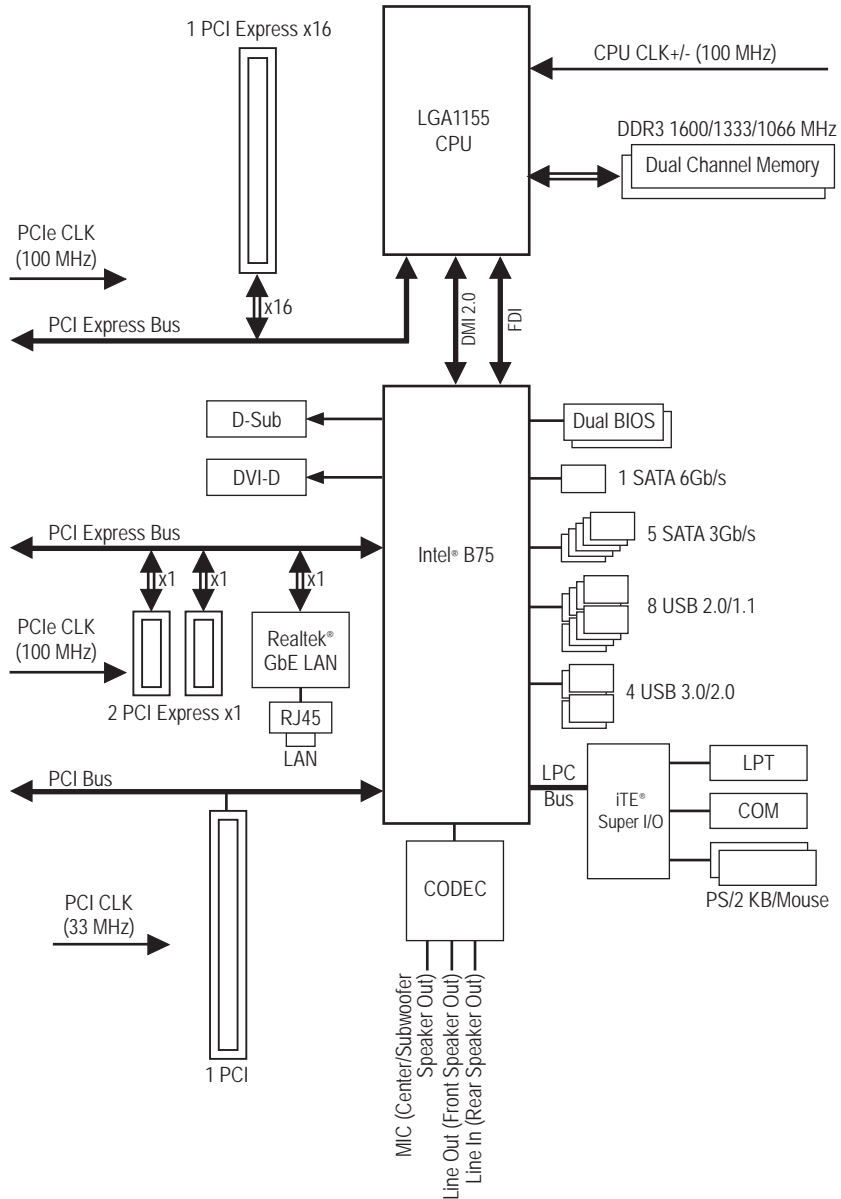 1 PCI Express x16
CPU CLK+/- (100 MHz)
LGA1155
CPU
DDR3 1600/1333/1066 MHz
Dual Channel Memory
PCIe CLK
(100 MHz)
x16
PCI Express Bus
DMI 2.0
FDI
D-Sub
Dual BIOS
DVI-D
1 SATA 6Gb/s
PCI Express Bus
Intel® B75
5 SATA 3Gb/s
x1
x1
x1
8 USB 2.0/1.1
PCIe CLK
(100 MHz)
Realtek®
GbE LAN
4 USB 3.0/2.0
2 PCI Express x1
RJ45
LAN
PCI Bus
LPC
Bus
iTE®
Super I/O
LPT
COM
PS/2 KB/Mouse
CODEC
PCI CLK
(33 MHz)
1 PCI
MIC (Center/Subwoofer
Speaker Out)
Line Out (Front Speaker Out)
Line In (Rear Speaker Out)